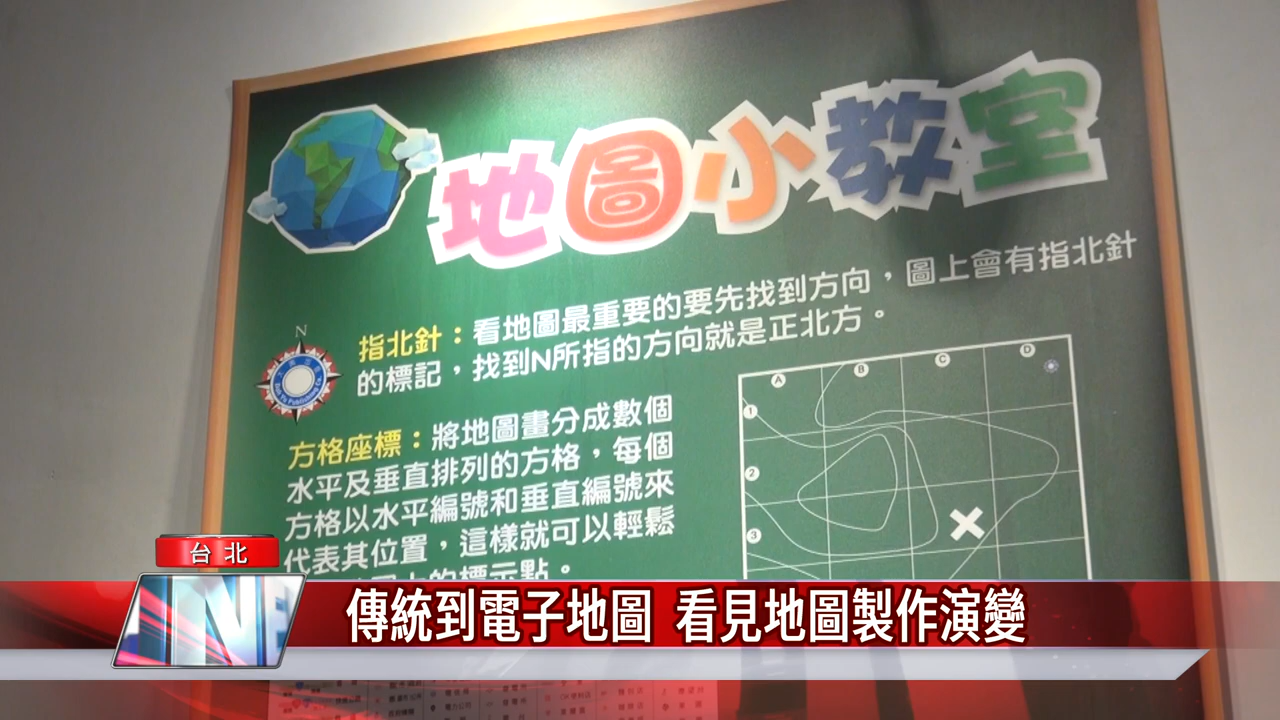 地圖小教室
N
指北針：看地圖最重要的要先找到方向，圖上會有指北針
的標記，找到N所指的方向就是正北方。
方格座標：將地圖畫分成數個
水平及垂直排列的方格，每個
方格以水平編號和垂直編號來
代表其位置，這樣就可以輕鬆
的標示點。
A B C D
1
2
3
台北
傳統到電子地圖 看見地圖製作演變